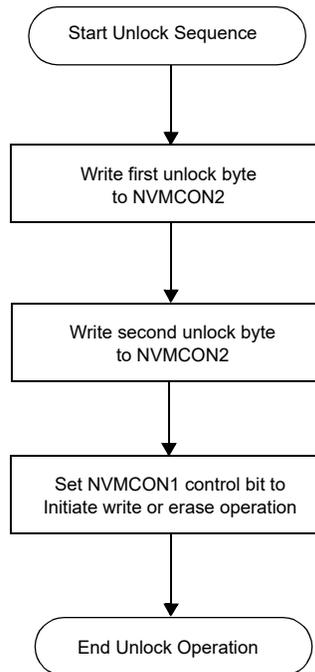 Start Unlock Sequence
Write first unlock byte
to NVMCON2
Write second unlock byte
to NVMCON2
Set NVMCON1 control bit to
Initiate write or erase operation
End Unlock Operation